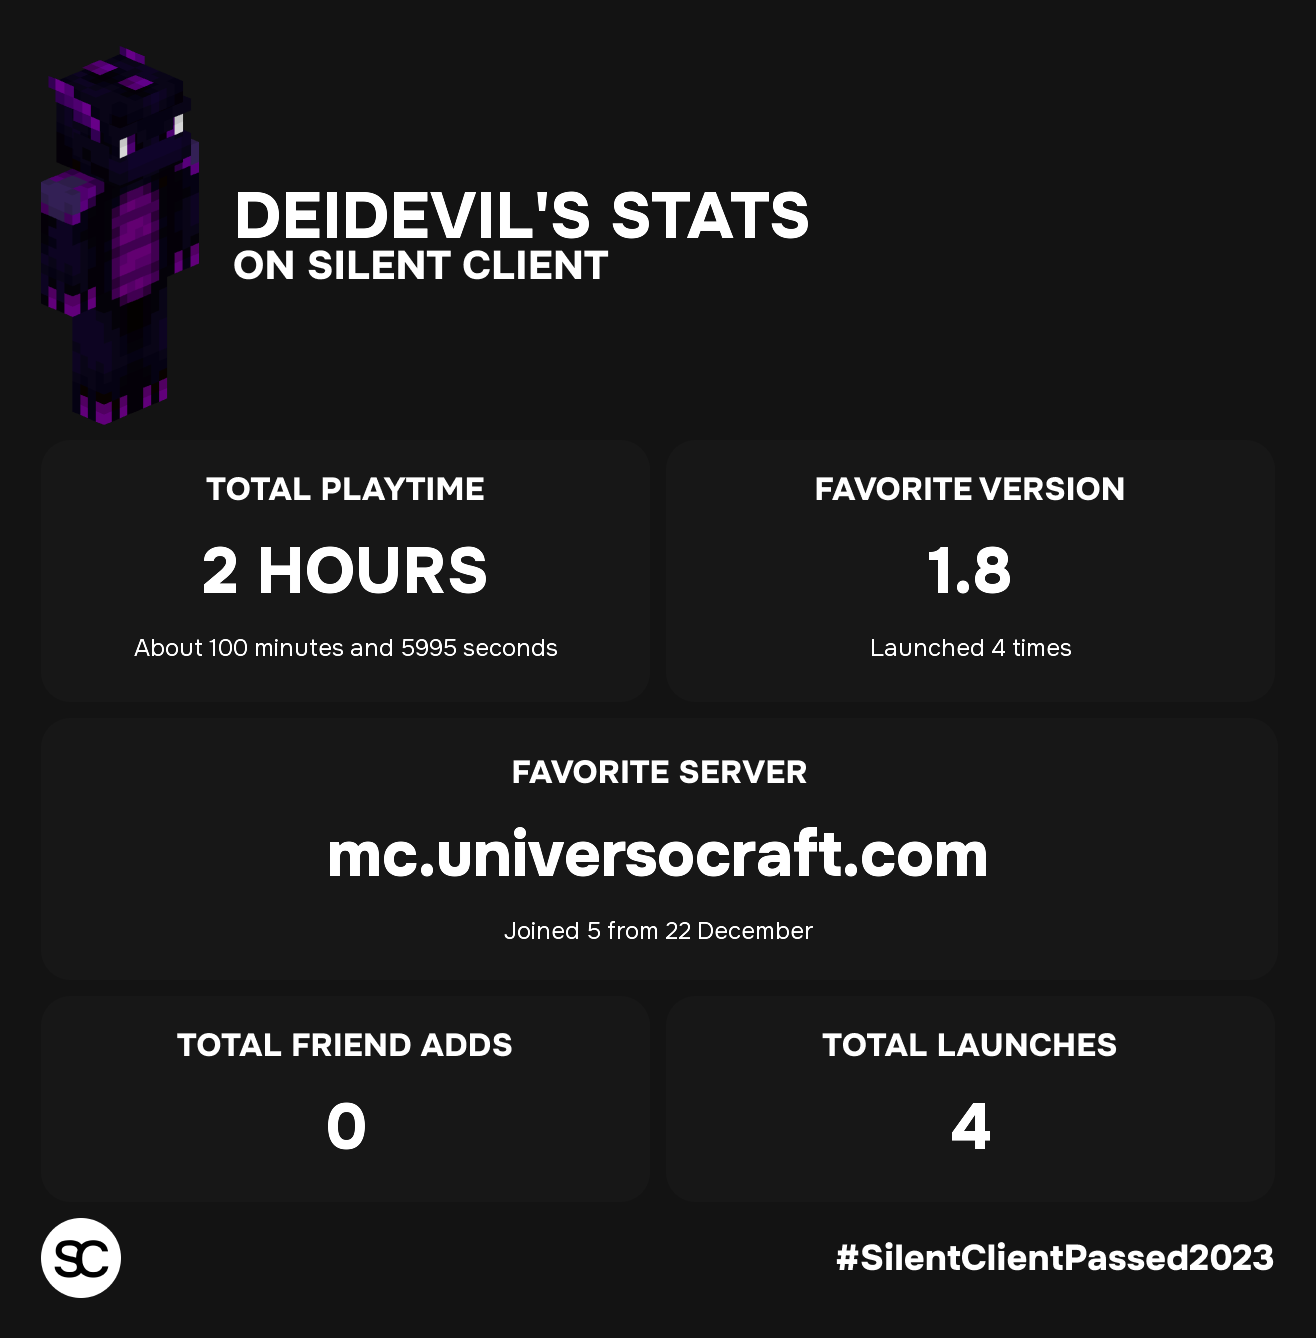 DEIDEVIL'S STATS
ON SILENT CLIENT
TOTAL PLAYTIME
2 HOURS
About 100 minutes and 5995 seconds
FAVORITE VERSION
1.8
Launched 4 times
FAVORITE SERVER
mc.universocraft.com
Joined 5 from 22 December
TOTAL FRIEND ADDS
0
TOTAL LAUNCHES
4
SC
#SilentClientPassed2023